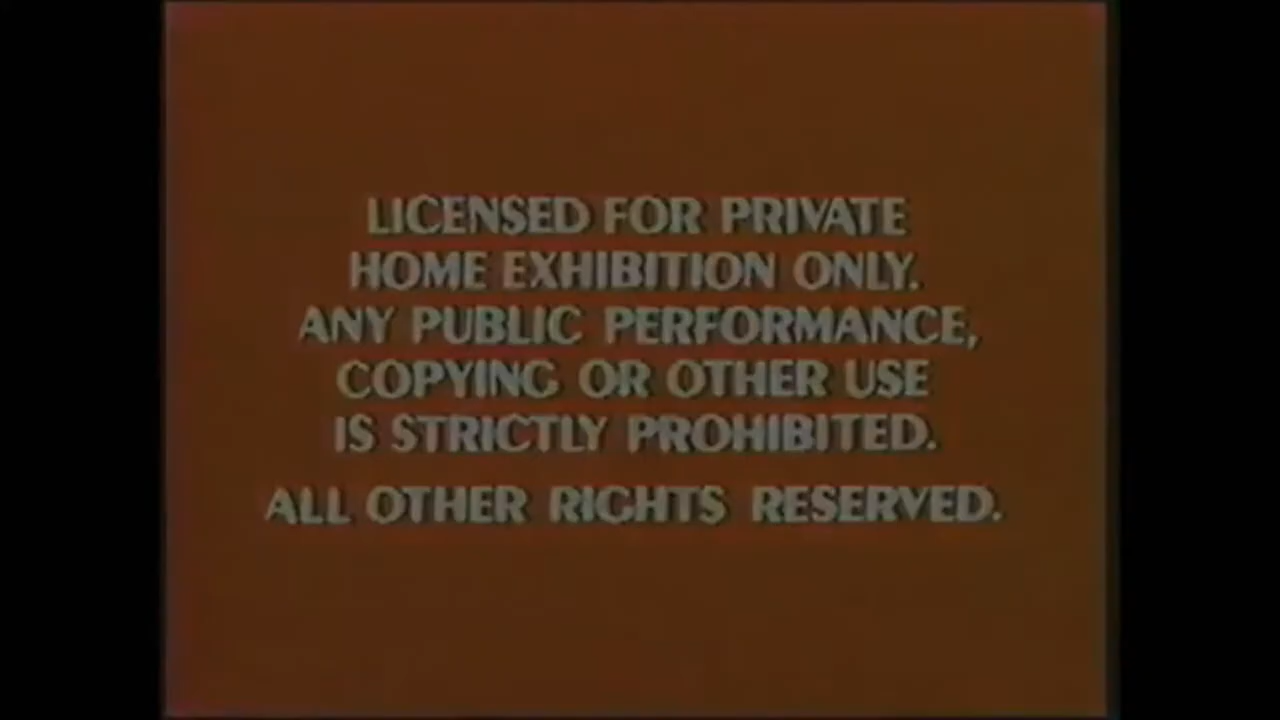 LICENSED FOR PRIVATE
HOME EXHIBITION ONLY.
ANY PUBLIC PERFORMANCE,
COPYING OR OTHER USE
IS STRICTLY PROHIBITED.
ALL OTHER RIGHTS RESERVED.